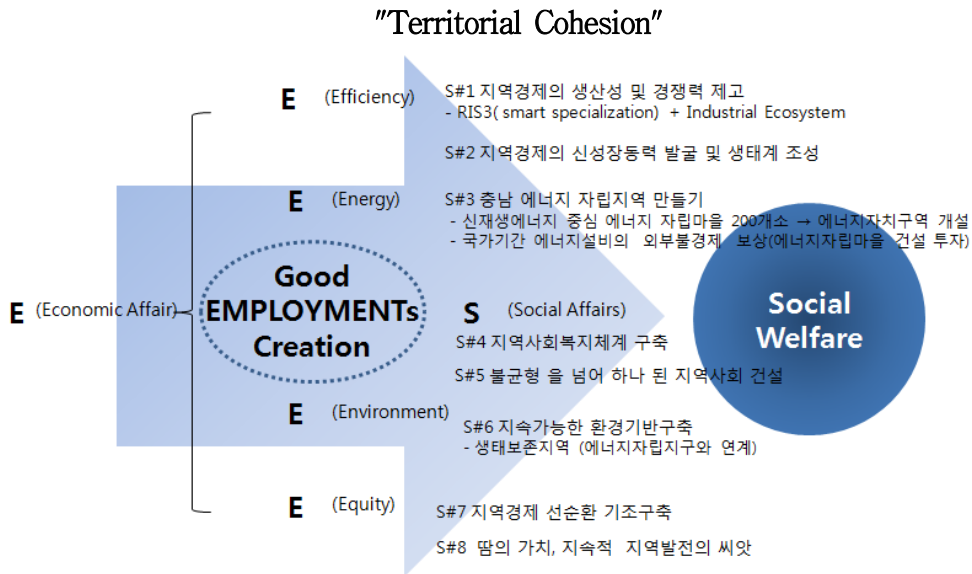 "Territorial Cohesion"
E (Efficiency)
S#1 지역경제의 생산성 및 경쟁력 제고
- RIS3( smart specialization) + Industrial Ecosystem
S#2 지역경제의 신성장동력 발굴 및 생태계 조성
E (Energy)
S#3 충남 에너지 자립지역 만들기
- 신재생에너지 중심 에너지 자립마을 200개소 → 에너지자치구역 개설
- 국가기간 에너지설비의 외부불경제 보상(에너지자립마을 건설 투자)
Good
EMPLOYMENTs
Creation
E (Economic Affair)
S (Social Affairs)
S#4 지역사회복지체계 구축
S#5 불균형 을 넘어 하나 된 지역사회 건설
Social
Welfare
E (Environment)
S#6 지속가능한 환경기반구축
- 생태보존지역 (에너지자립지구와 연계)
E (Equity)
S#7 지역경제 선순환 기조구축
S#8 땀의 가치, 지속적 지역발전의 씨앗